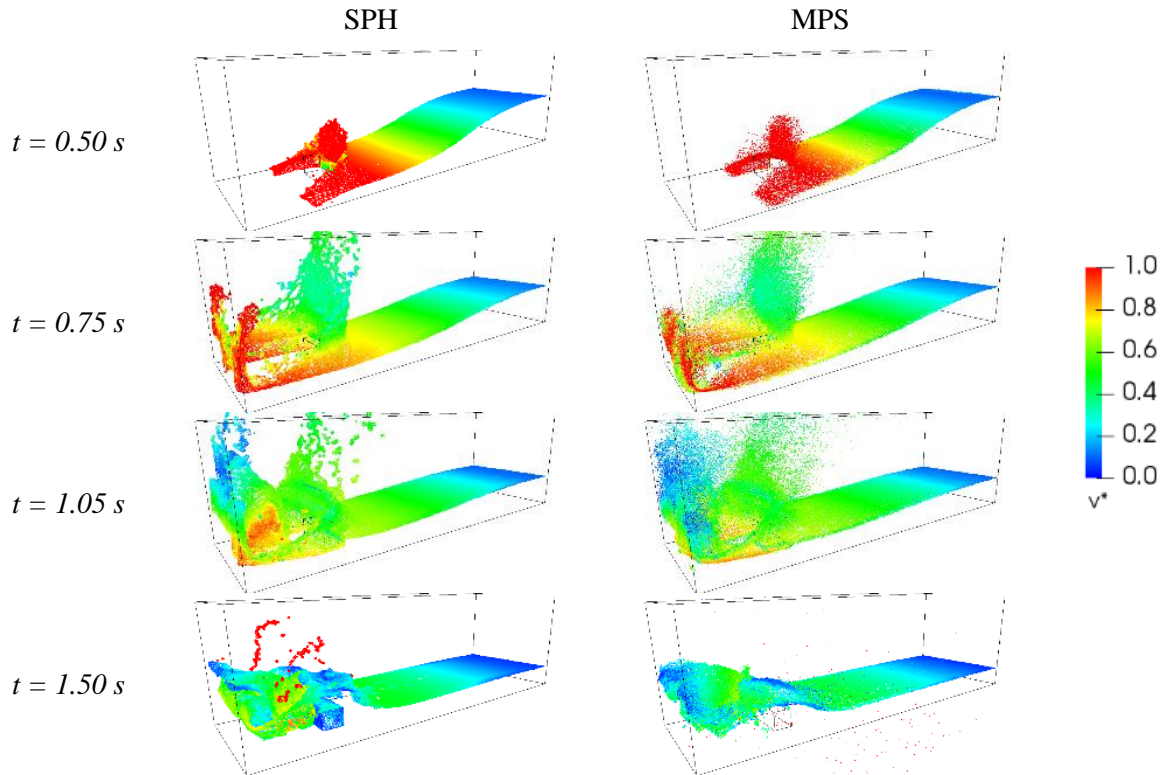 SPH MPS
t = 0.50 s
t = 0.75 s
1.0
0.8
0.6
0.4
0.2
0.0
v*
t = 1.05 s
t = 1.50 s